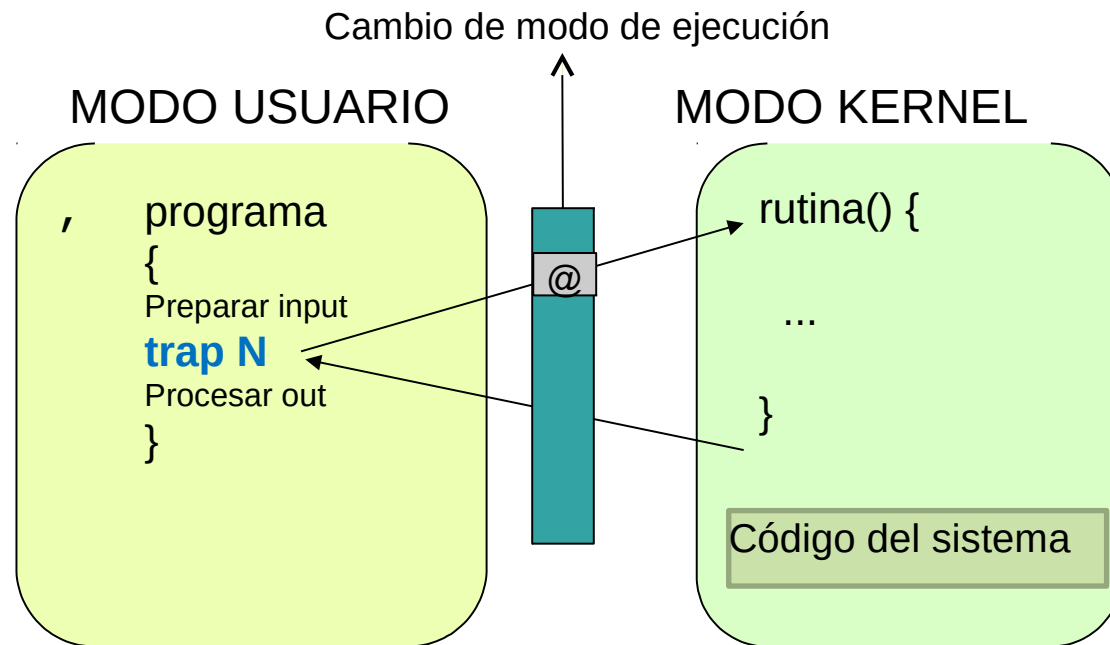 Cambio de modo de ejecución
MODO USUARIO
MODO KERNEL
, programa
{
Preparar input
trap N
Procesar out
}
@
rutina() {
...
}
Código del sistema